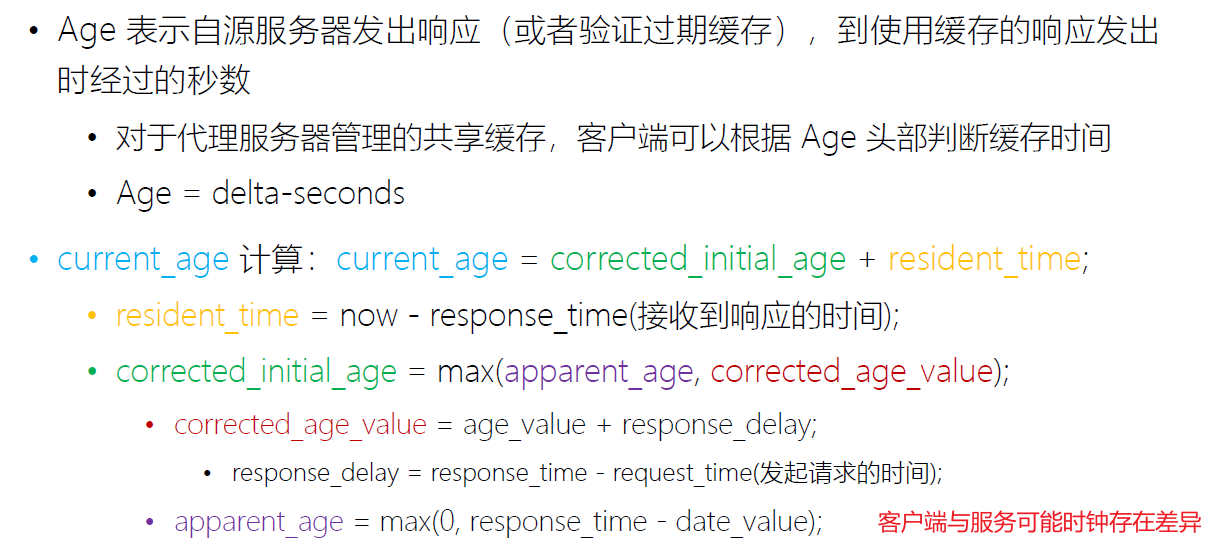 • Age 表示自源服务器发出响应（或者验证过期缓存），到使用缓存的响应发出
时经过的秒数
• 对于代理服务器管理的共享缓存，客户端可以根据 Age 头部判断缓存时间
• Age = delta-seconds
• current_age 计算：current_age = corrected_initial_age + resident_time;
• resident_time = now - response_time(接收到响应的时间);
• corrected_initial_age = max(apparent_age, corrected_age_value);
• corrected_age_value = age_value + response_delay;
• response_delay = response_time - request_time(发起请求的时间);
• apparent_age = max(0, response_time - date_value); 客户端与服务可能时钟存在差异